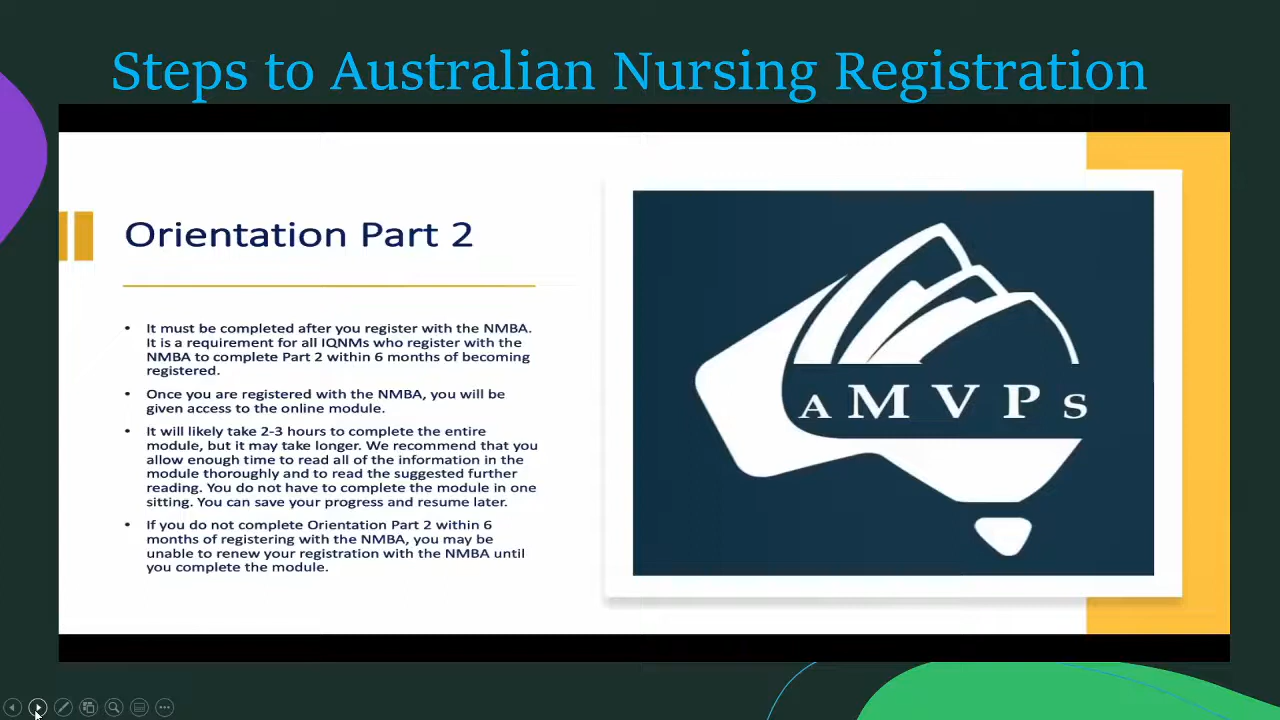 Steps to Australian Nursing Registration
Orientation Part 2
• It must be completed after you register with the NMBA.
It is a requirement for all IQNMs who register with the
NMBA to complete Part 2 within 6 months of becoming
registered.
• Once you are registered with the NMBA, you will be
given access to the online module.
• It will likely take 2-3 hours to complete the entire
module, but it may take longer. We recommend that you
allow enough time to read all of the information in the
module thoroughly and to read the suggested further
reading. You do not have to complete the module in one
sitting. You can save your progress and resume later.
• If you do not complete Orientation Part 2 within 6
months of registering with the NMBA, you may be
unable to renew your registration with the NMBA until
you complete the module.
AMVPS